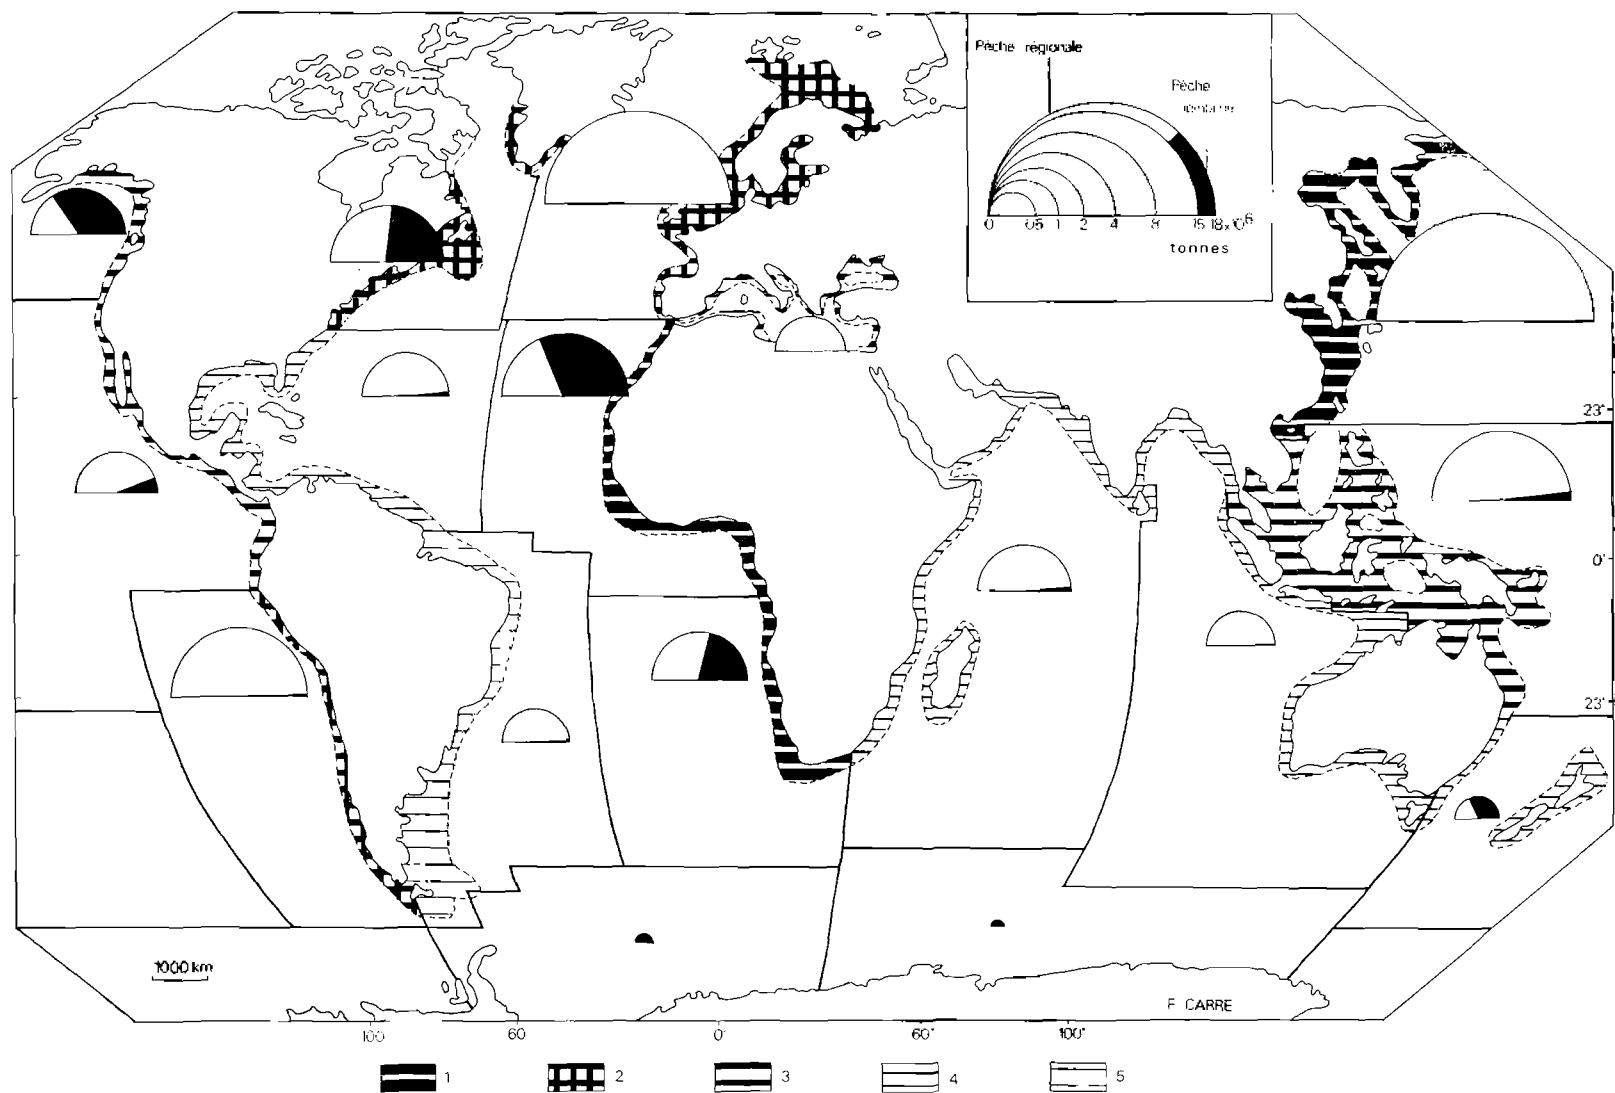 Pêche régionale
Pêche
0 0,5 1 2 4 8 15 18x10⁶
tonnes
23°
0°
23°
1000 km
F CARRE
100 60 0° 60° 100°
1 2 3 4 5